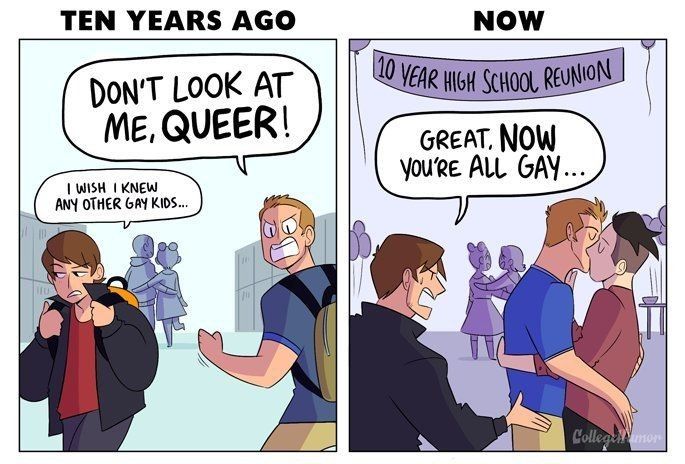 TEN YEARS AGO
NOW
DON'T LOOK AT
ME, QUEER!
I WISH I KNEW
ANY OTHER GAY KIDS...
10 YEAR HIGH SCHOOL REUNION
GREAT, NOW
YOU'RE ALL GAY...
CollegeHumor